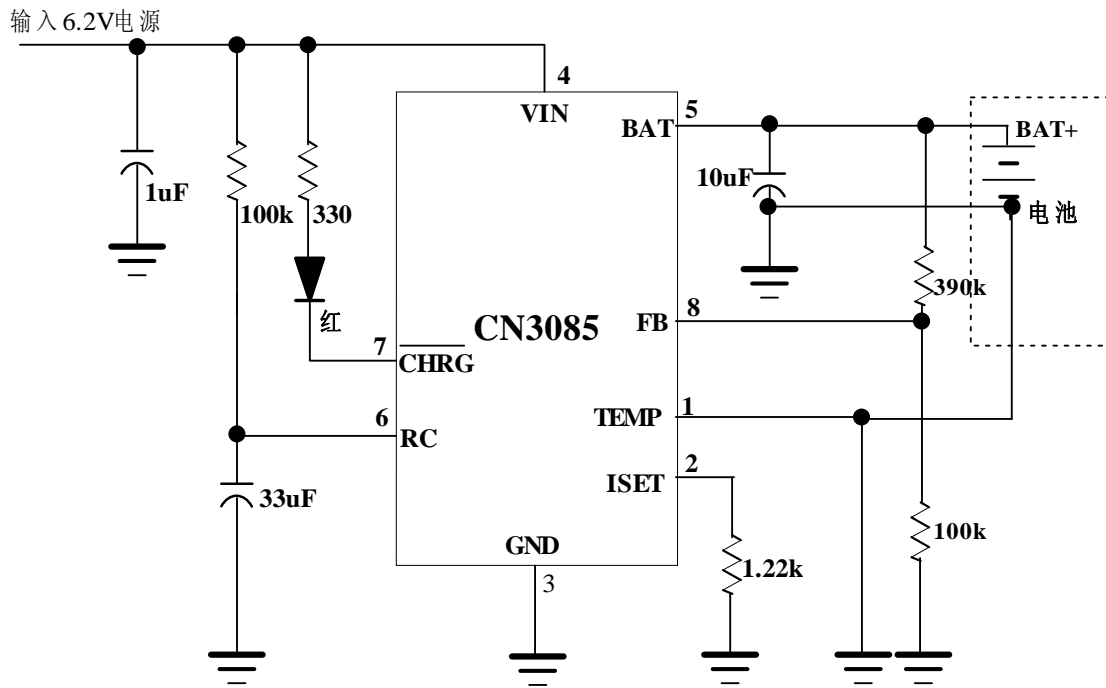 输入6.2V电源
4
VIN
5
BAT
BAT+
1uF
100k
330
10uF
电池
390k
红
CN3085
8
FB
7
CHRG
6
RC
1
TEMP
2
ISET
33uF
GND
3
1.22k
100k